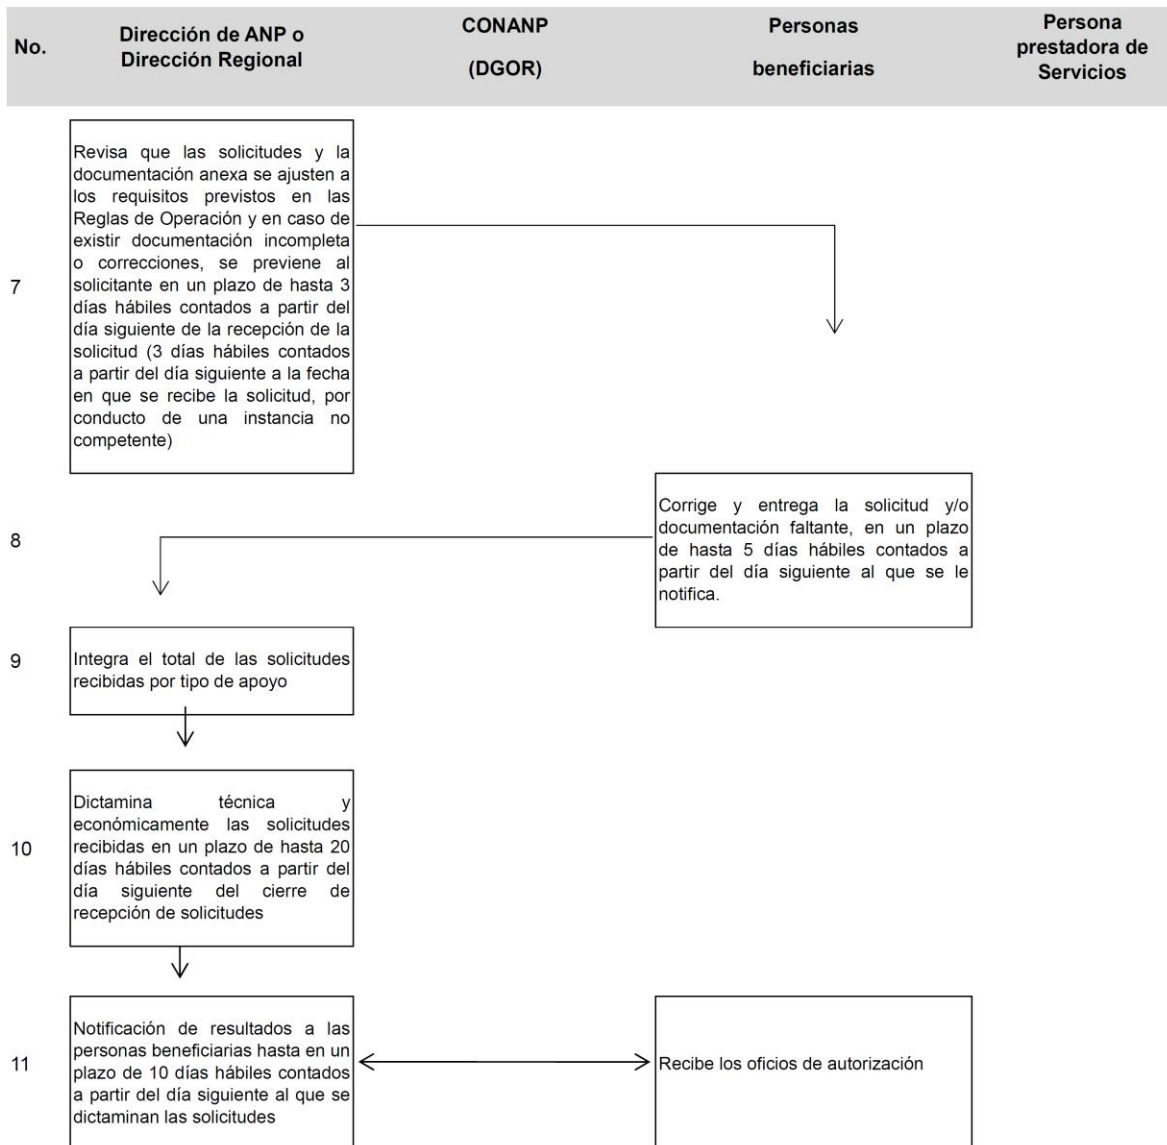 No.
Dirección de ANP o
Dirección Regional
CONANP
(DGOR)
Personas
beneficiarias
Persona
prestadora de
Servicios
7
Revisa que las solicitudes y la
documentación anexa se ajusten a
los requisitos previstos en las
Reglas de Operación y en caso de
existir documentación incompleta
o correcciones, se previene al
solicitante en un plazo de hasta 3
días hábiles contados a partir del
día siguiente de la recepción de la
solicitud (3 días hábiles contados
a partir del día siguiente a la fecha
en que se recibe la solicitud, por
conducto de una instancia no
competente)
8
Corrige y entrega la solicitud y/o
documentación faltante, en un plazo
de hasta 5 días hábiles contados a
partir del día siguiente al que se le
notifica.
9
Integra el total de las solicitudes
recibidas por tipo de apoyo
10
Dictamina técnica y
económicamente las solicitudes
recibidas en un plazo de hasta 20
días hábiles contados a partir del
día siguiente del cierre de
recepción de solicitudes
11
Notificación de resultados a las
personas beneficiarias hasta en un
plazo de 10 días hábiles contados
a partir del día siguiente al que se
dictaminan las solicitudes
Recibe los oficios de autorización